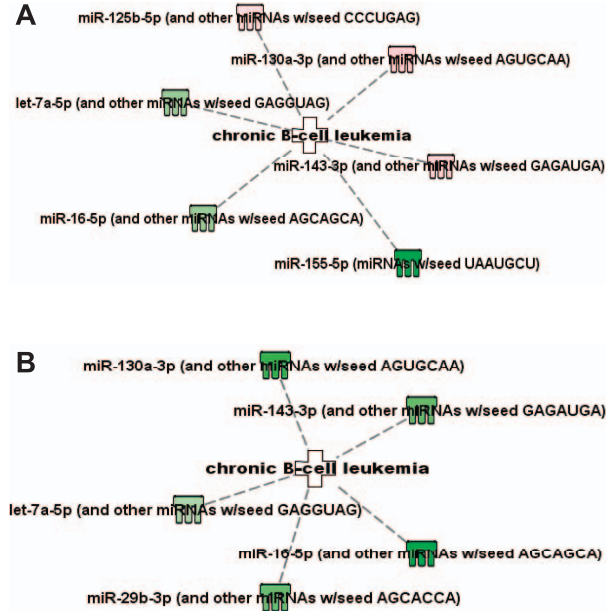 A
miR-125b-5p (and other miRNAs w/seed CCCUGAG)
miR-130a-3p (and other miRNAs w/seed AGUGCAA)
let-7a-5p (and other miRNAs w/seed GAGGUAG)
chronic B-cell leukemia
miR-143-3p (and other miRNAs w/seed GAGAUGA)
miR-16-5p (and other miRNAs w/seed AGCAGCA)
miR-155-5p (miRNAs w/seed UAAUGCU)
B
miR-130a-3p (and other miRNAs w/seed AGUGCAA)
miR-143-3p (and other miRNAs w/seed GAGAUGA)
chronic B-cell leukemia
let-7a-5p (and other miRNAs w/seed GAGGUAG)
miR-16-5p (and other miRNAs w/seed AGCAGCA)
miR-29b-3p (and other miRNAs w/seed AGCACCA)